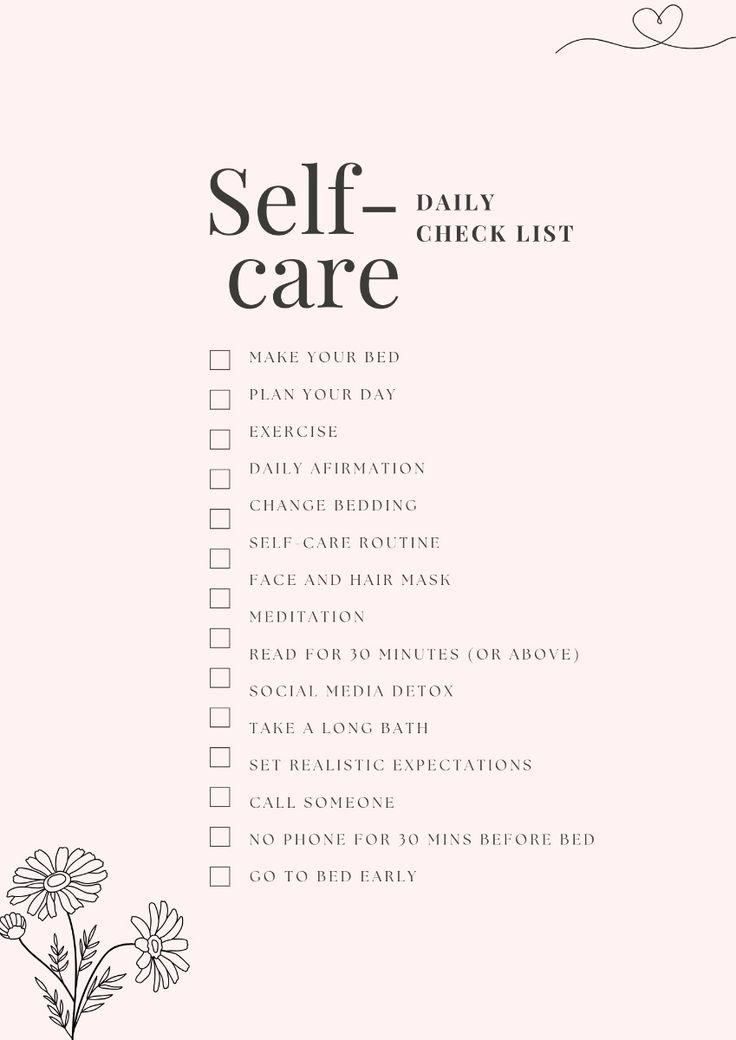 Self-
care
DAILY
CHECK LIST
MAKE YOUR BED
PLAN YOUR DAY
EXERCISE
DAILY AFIRMATION
CHANGE BEDDING
SELF-CARE ROUTINE
FACE AND HAIR MASK
MEDITATION
READ FOR 30 MINUTES (OR ABOVE)
SOCIAL MEDIA DETOX
TAKE A LONG BATH
SET REALISTIC EXPECTATIONS
CALL SOMEONE
NO PHONE FOR 30 MINS BEFORE BED
GO TO BED EARLY